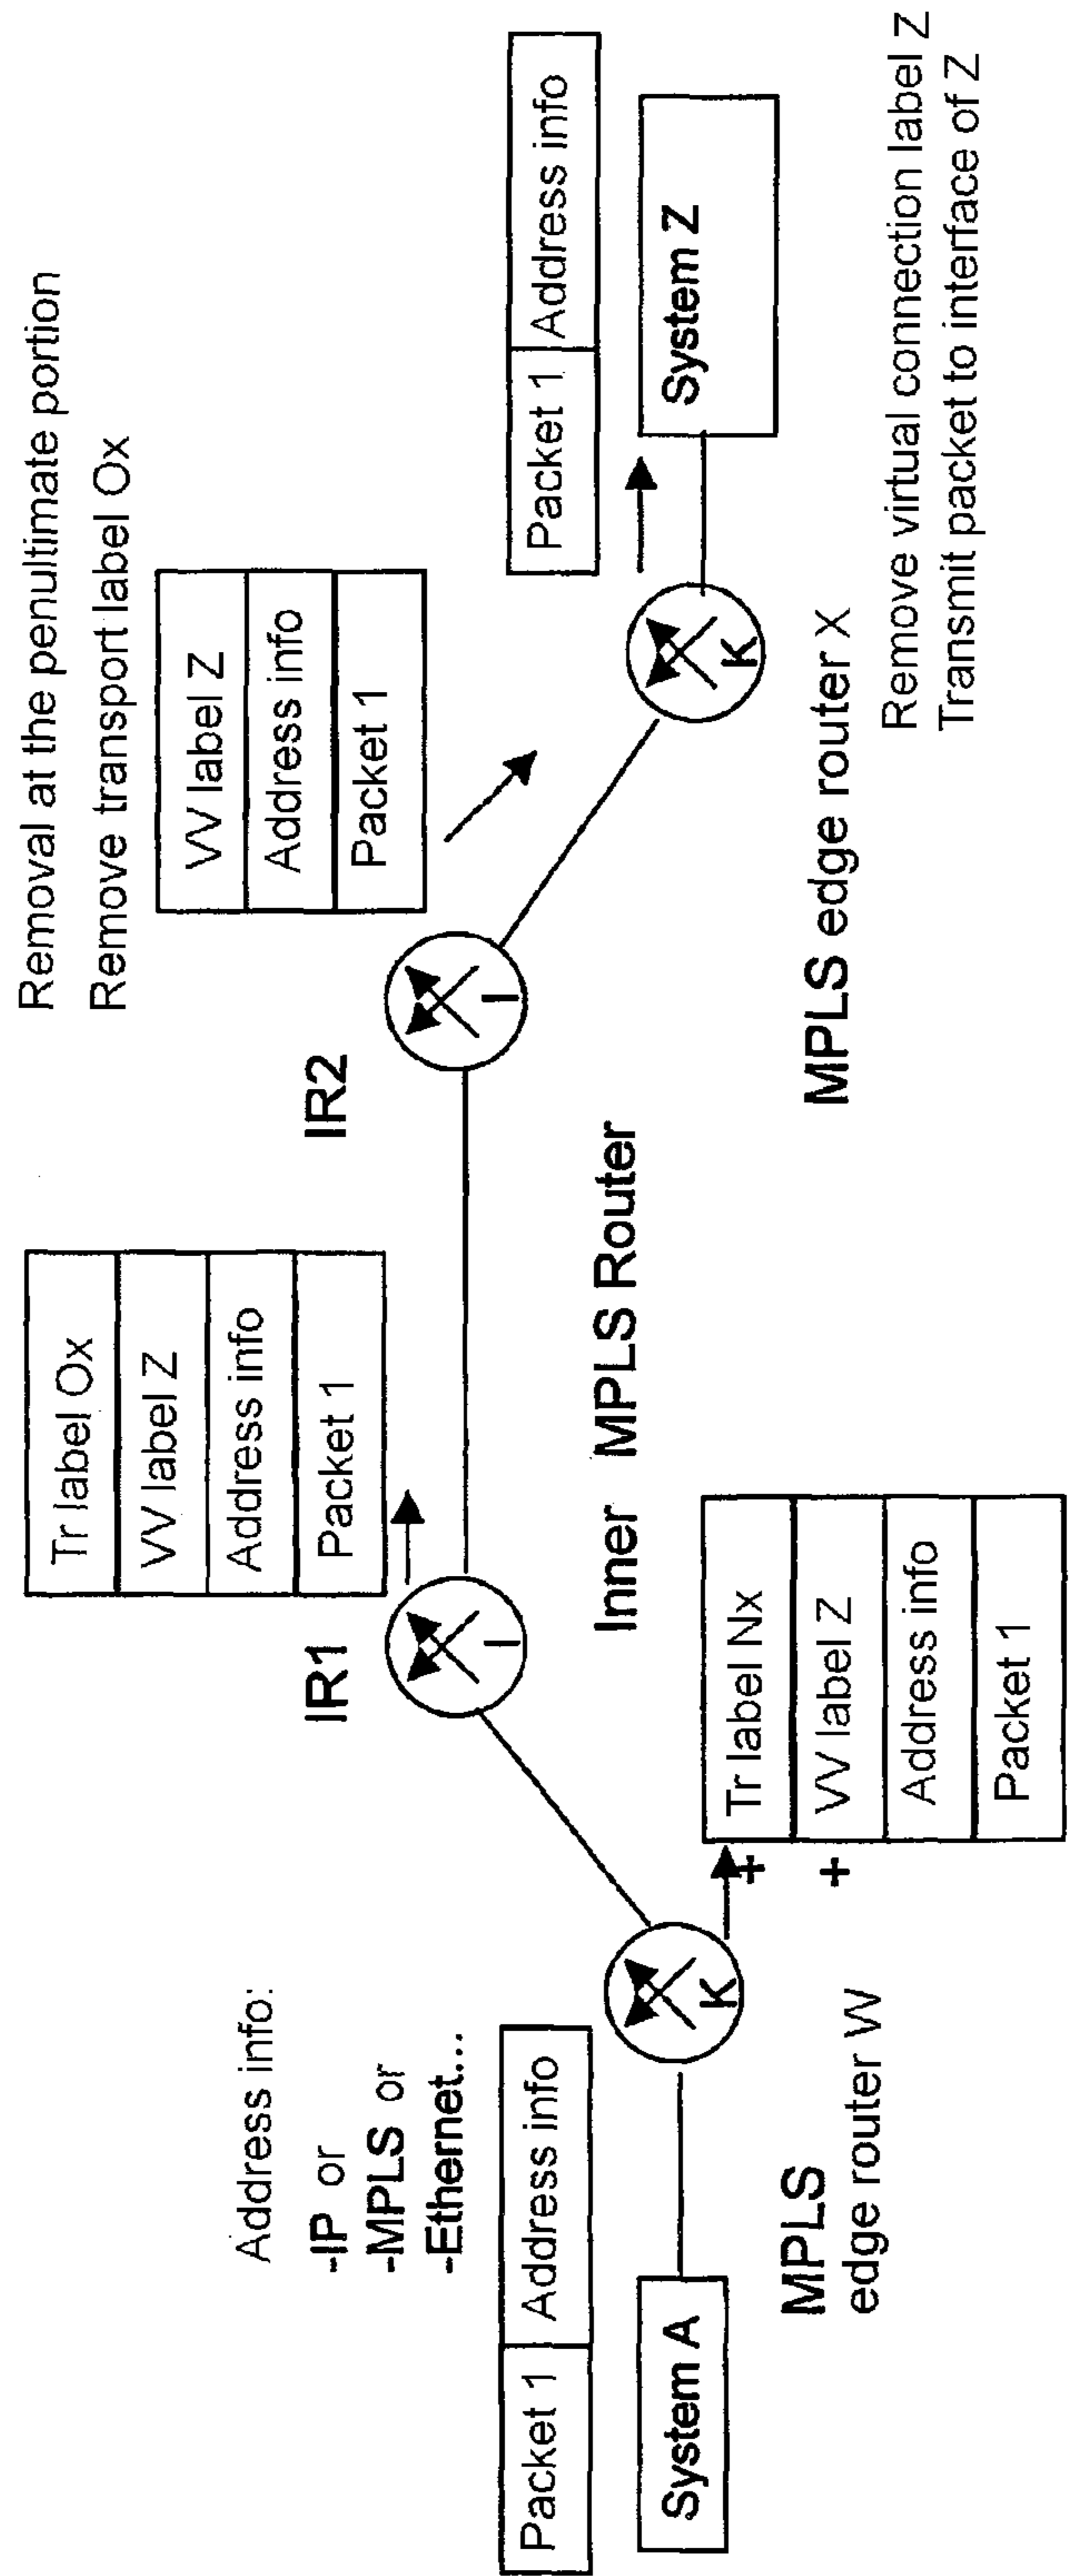 Address info:
-IP or
-MPLS or
-Ethernet...
Packet 1 Address info
System A
K
MPLS
edge router W
+ Tr label Nx
+ VV label Z
Address info
Packet 1
IR1
I
Tr label Ox
VV label Z
Address info
Packet 1
Inner MPLS Router
IR2
I
Removal at the penultimate portion
Remove transport label Ox
VV label Z
Address info
Packet 1
K
MPLS edge router X
Packet 1 Address info
System Z
Remove virtual connection label Z
Transmit packet to interface of Z